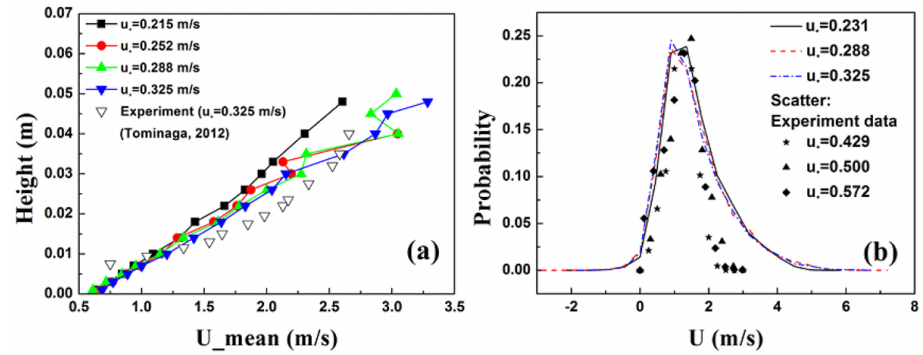 (a)
u*=0.215 m/s
u*=0.252 m/s
u*=0.288 m/s
u*=0.325 m/s
Experiment (u*=0.325 m/s)
(Tominaga, 2012)
Height (m)
0.07
0.06
0.05
0.04
0.03
0.02
0.01
0.00
0.5 1.0 1.5 2.0 2.5 3.0 3.5
U_mean (m/s)
(b)
u*=0.231
u*=0.288
u*=0.325
Scatter:
Experiment data
u*=0.429
u*=0.500
u*=0.572
Probability
0.25
0.20
0.15
0.10
0.05
0.00
-2 0 2 4 6 8
U (m/s)